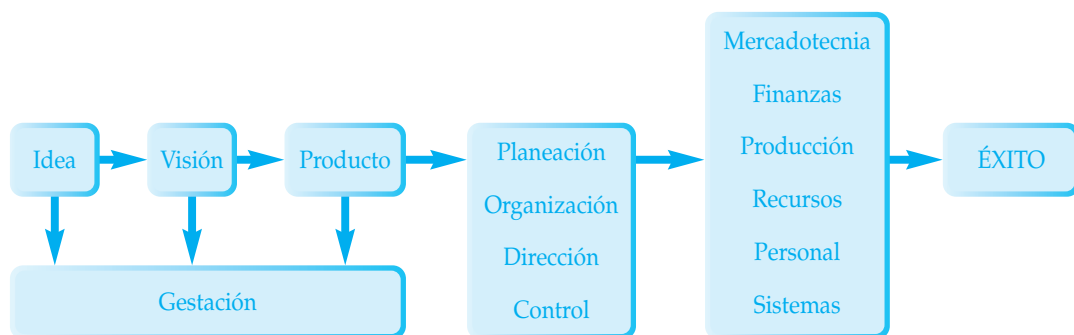 Idea
Visión
Producto
Gestación
Planeación
Organización
Dirección
Control
Mercadotecnia
Finanzas
Producción
Recursos
Personal
Sistemas
ÉXITO